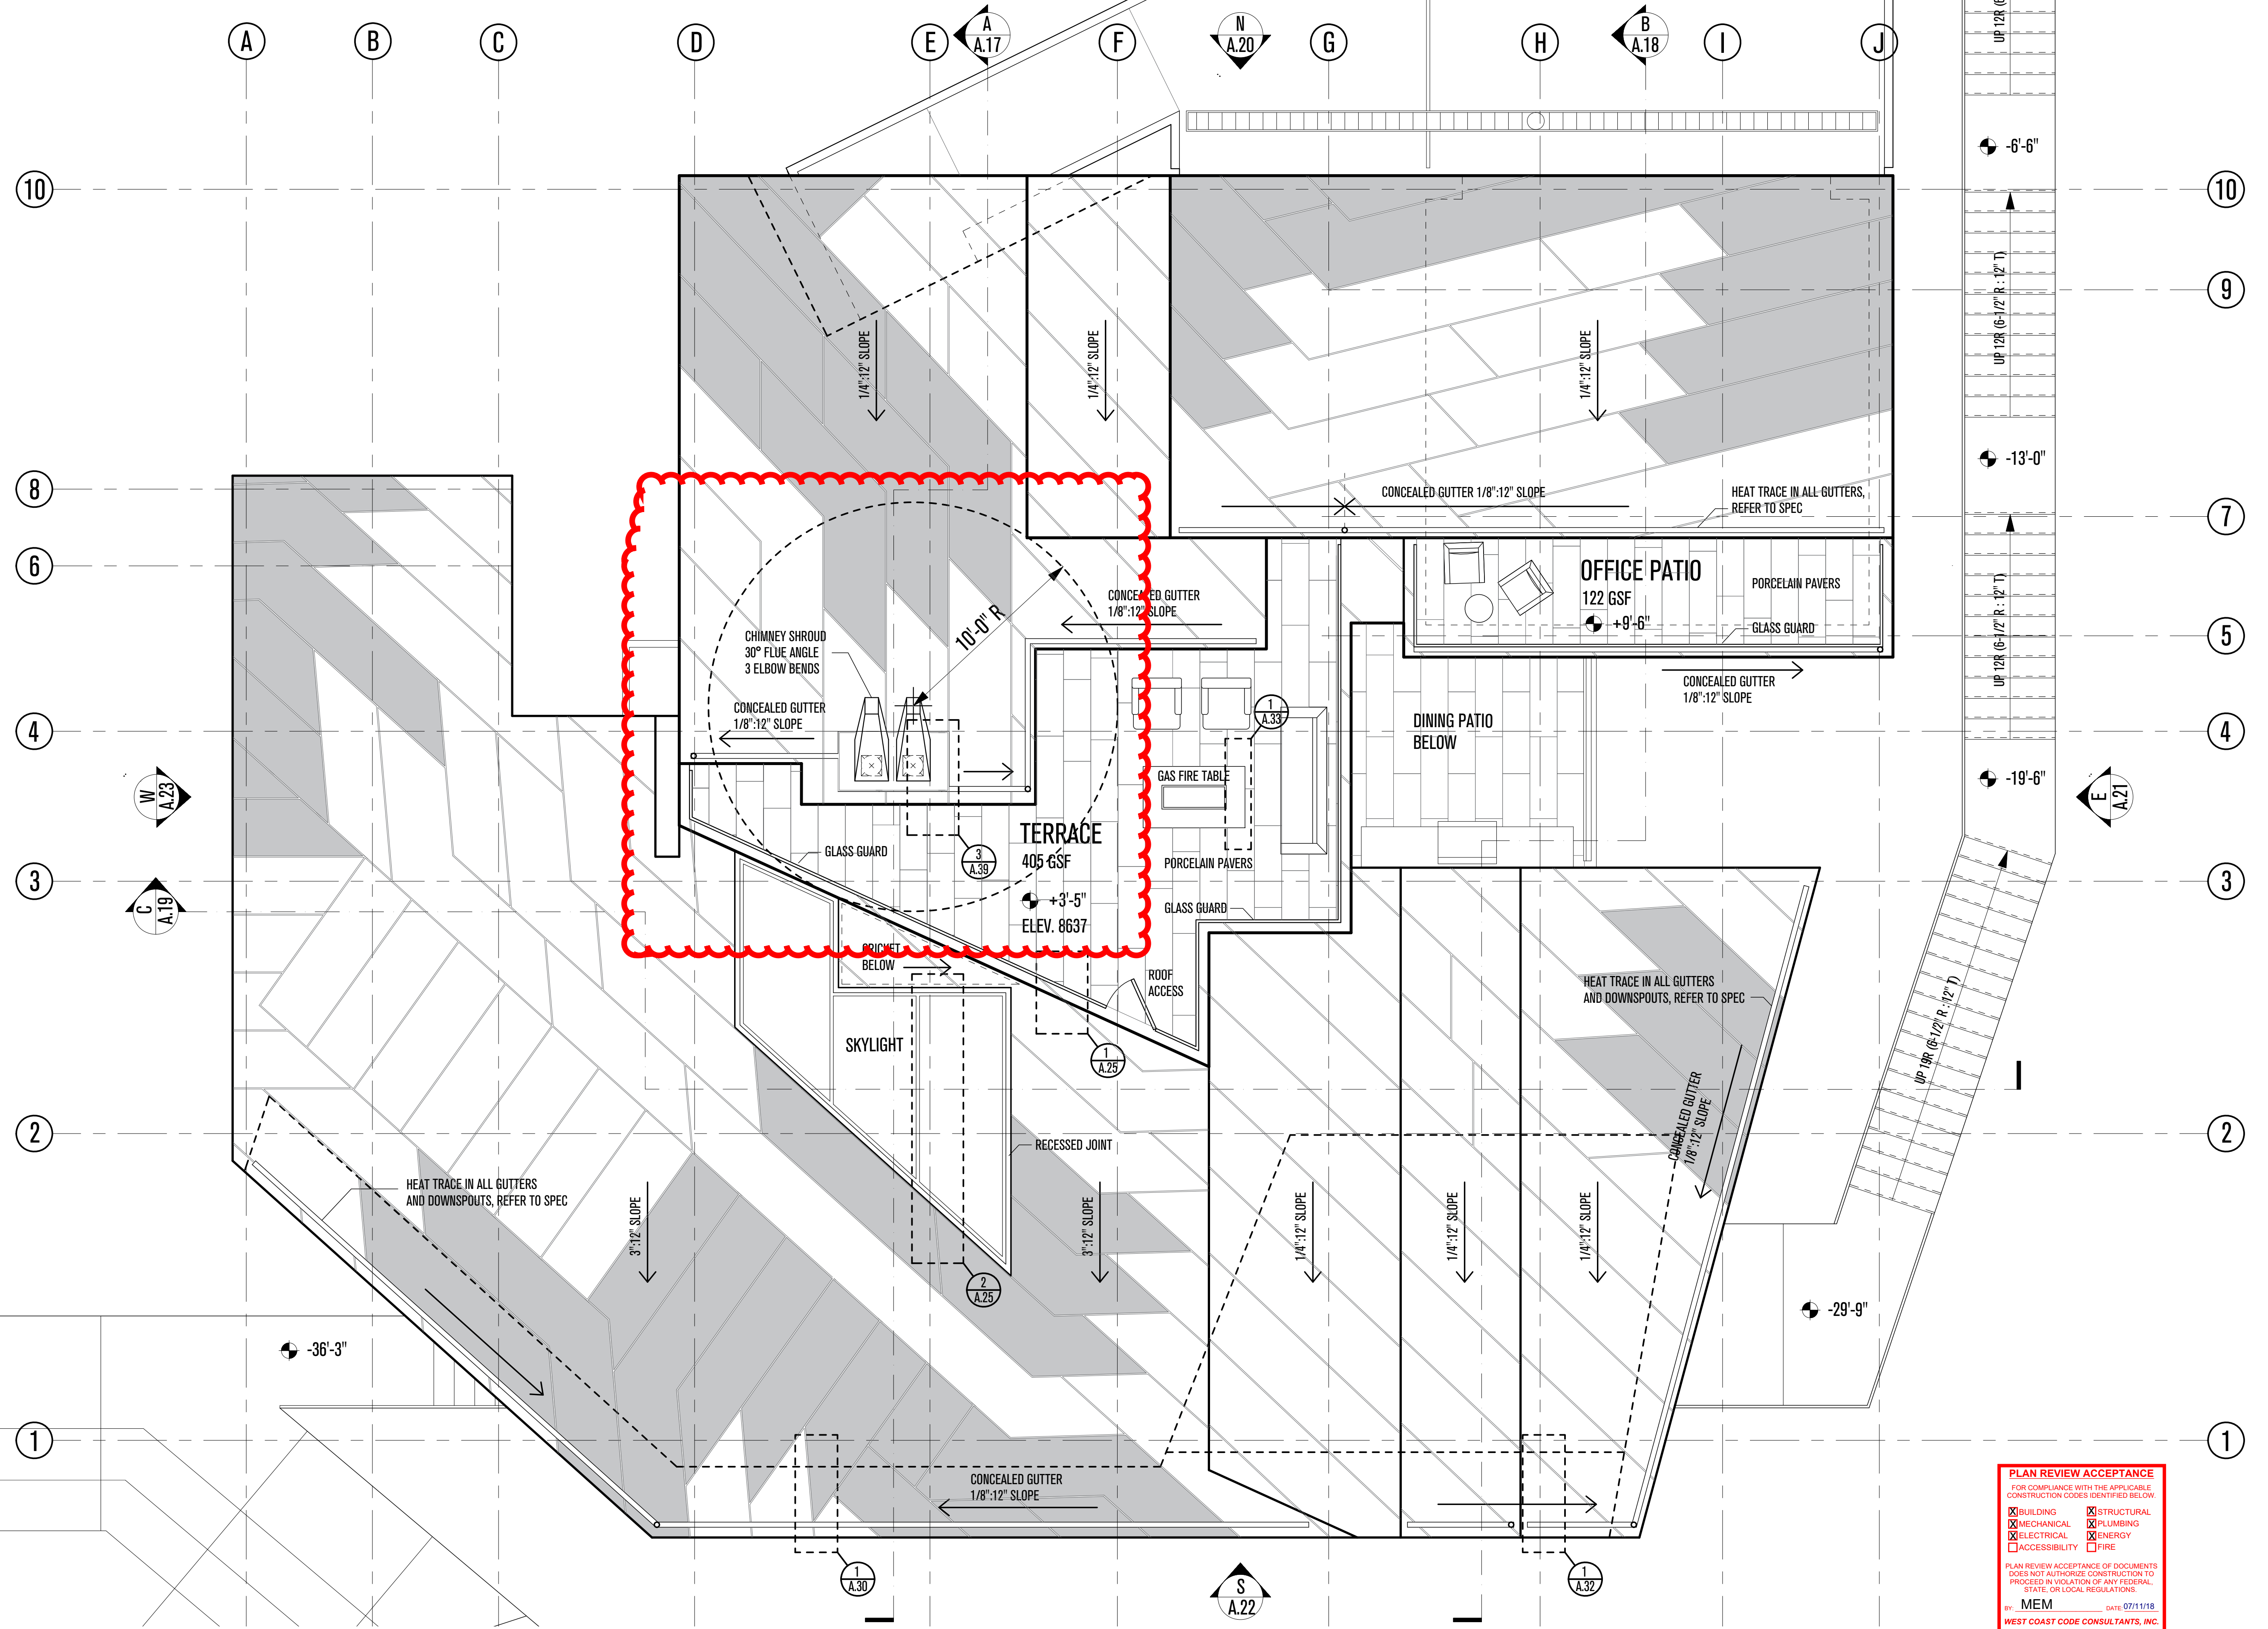 A
B
C
D
E
A
A.17
F
N
A.20
G
H
B
A.18
I
J
UP 12R (6
-6'-6"
10
10
9
UP 12R (6-1/2" R : 12" T)
1/4":12" SLOPE
1/4":12" SLOPE
1/4":12" SLOPE
-13'-0"
8
CONCEALED GUTTER 1/8":12" SLOPE
HEAT TRACE IN ALL GUTTERS,
REFER TO SPEC
7
6
OFFICE PATIO
122 GSF
+9'-6"
PORCELAIN PAVERS
GLASS GUARD
CONCEALED GUTTER
1/8":12" SLOPE
10'-0" R
UP 12R (6-1/2" R : 12" T)
5
CHIMNEY SHROUD
30° FLUE ANGLE
3 ELBOW BENDS
CONCEALED GUTTER
1/8":12" SLOPE
CONCEALED GUTTER
1/8":12" SLOPE
4
1
A.33
DINING PATIO
BELOW
4
GAS FIRE TABLE
-19'-6"
W
A.23
E
A.21
TERRACE
405 GSF
+3'-5"
ELEV. 8637
GLASS GUARD
3
A.39
PORCELAIN PAVERS
GLASS GUARD
3
3
C
A.19
CRICKET
BELOW
ROOF
ACCESS
HEAT TRACE IN ALL GUTTERS
AND DOWNSPOUTS, REFER TO SPEC
SKYLIGHT
1
A.25
UP 19R (6-1/2" R : 12" T)
CONCEALED GUTTER
1/8":12" SLOPE
2
RECESSED JOINT
2
HEAT TRACE IN ALL GUTTERS
AND DOWNSPOUTS, REFER TO SPEC
3":12" SLOPE
3":12" SLOPE
1/4":12" SLOPE
1/4":12" SLOPE
1/4":12" SLOPE
2
A.25
-29'-9"
-36'-3"
1
1
CONCEALED GUTTER
1/8":12" SLOPE
1
A.30
S
A.22
1
A.32
PLAN REVIEW ACCEPTANCE
FOR COMPLIANCE WITH THE APPLICABLE
CONSTRUCTION CODES IDENTIFIED BELOW.
X BUILDING X STRUCTURAL
X MECHANICAL X PLUMBING
X ELECTRICAL X ENERGY
ACCESSIBILITY FIRE
PLAN REVIEW ACCEPTANCE OF DOCUMENTS
DOES NOT AUTHORIZE CONSTRUCTION TO
PROCEED IN VIOLATION OF ANY FEDERAL,
STATE, OR LOCAL REGULATIONS.
BY: MEM DATE: 07/11/18
WEST COAST CODE CONSULTANTS, INC.